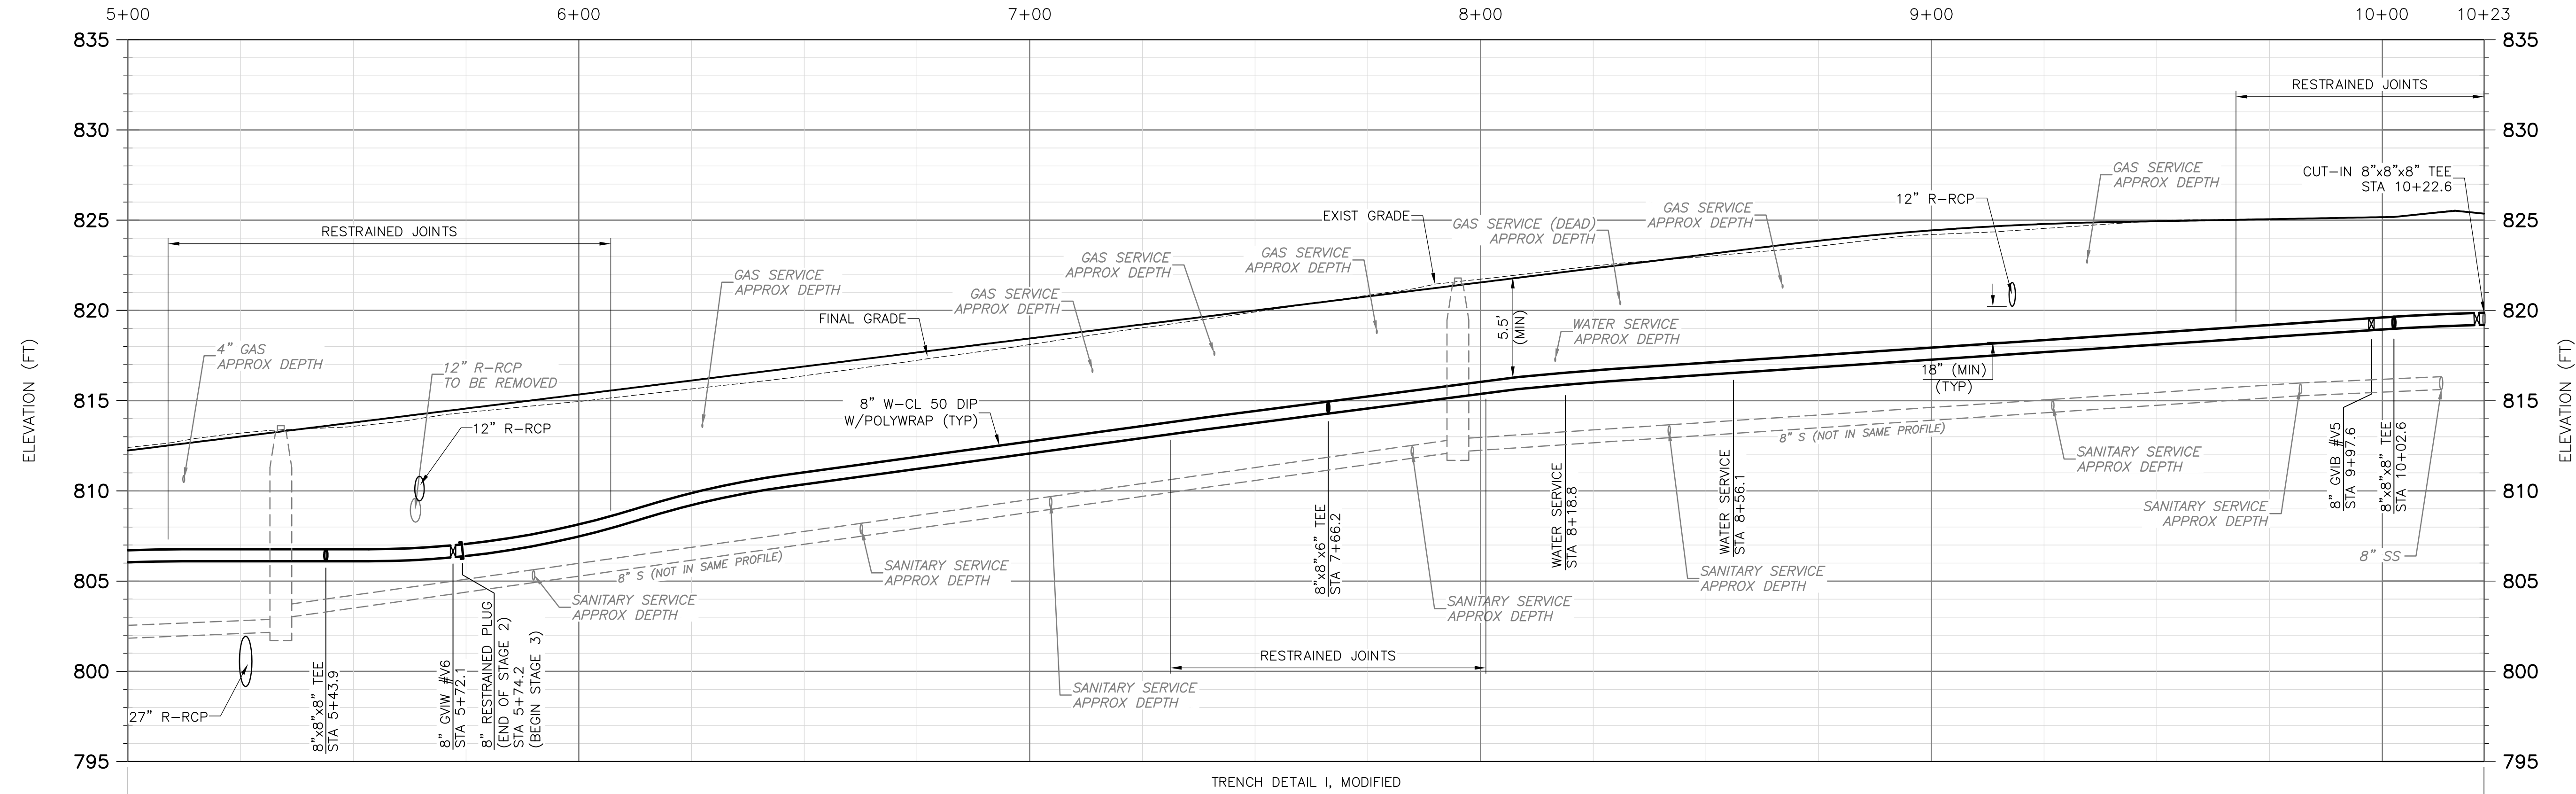 5+00
6+00
7+00
8+00
9+00
10+00
10+23
835
835
RESTRAINED JOINTS
830
830
GAS SERVICE
APPROX DEPTH
CUT-IN 8"x8"x8" TEE
STA 10+22.6
12" R-RCP
GAS SERVICE
APPROX DEPTH
EXIST GRADE
GAS SERVICE (DEAD)
APPROX DEPTH
825
825
RESTRAINED JOINTS
GAS SERVICE
APPROX DEPTH
GAS SERVICE
APPROX DEPTH
GAS SERVICE
APPROX DEPTH
GAS SERVICE
APPROX DEPTH
820
820
FINAL GRADE
5.5'
(MIN)
WATER SERVICE
APPROX DEPTH
ELEVATION (FT)
ELEVATION (FT)
4" GAS
APPROX DEPTH
12" R-RCP
TO BE REMOVED
18" (MIN)
(TYP)
815
815
8" W-CL 50 DIP
W/POLYWRAP (TYP)
12" R-RCP
8" S (NOT IN SAME PROFILE)
SANITARY SERVICE
APPROX DEPTH
8" GVIB #V5
STA 9+97.6
8"x8"x8" TEE
STA 10+02.6
810
810
WATER SERVICE
STA 8+18.8
WATER SERVICE
STA 8+56.1
SANITARY SERVICE
APPROX DEPTH
8"x8"x6" TEE
STA 7+66.2
8" SS
805
805
8" S (NOT IN SAME PROFILE)
SANITARY SERVICE
APPROX DEPTH
SANITARY SERVICE
APPROX DEPTH
SANITARY SERVICE
APPROX DEPTH
SANITARY SERVICE
APPROX DEPTH
800
800
RESTRAINED JOINTS
SANITARY SERVICE
APPROX DEPTH
27" R-RCP
8"x8"x8" TEE
STA 5+43.9
8" GVIW #V6
STA 5+72.1
8" RESTRAINED PLUG
(END OF STAGE 2)
STA 5+74.2
(BEGIN STAGE 3)
795
795
TRENCH DETAIL I, MODIFIED